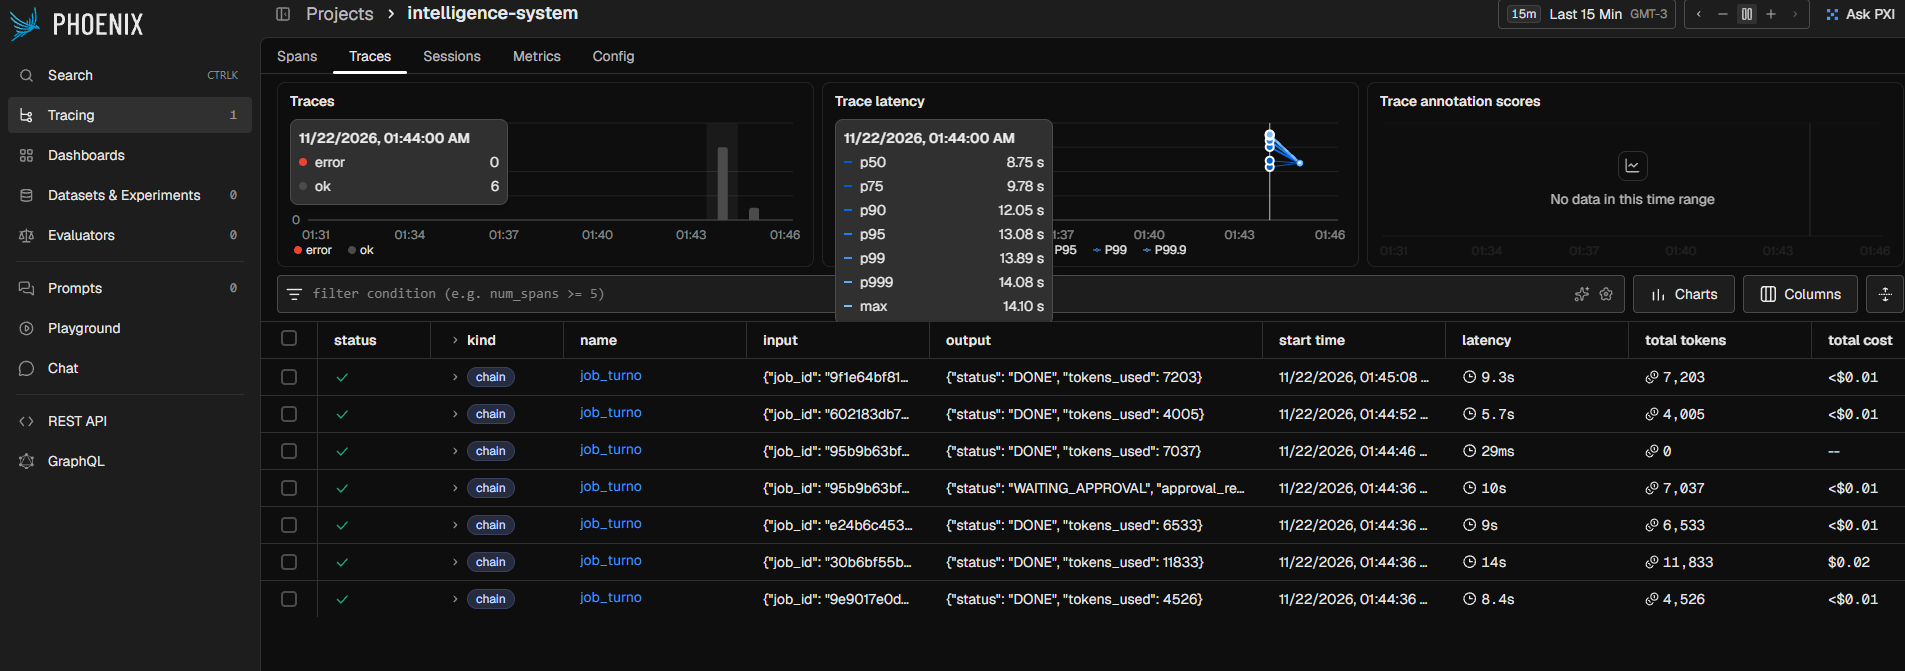 PHOENIX
Projects › intelligence-system
15m Last 15 Min GMT-3
Ask PXI
Search CTRLK
Tracing 1
Dashboards
Datasets & Experiments 0
Evaluators 0
Prompts 0
Playground
Chat
REST API
GraphQL
Spans Traces Sessions Metrics Config
Traces
11/22/2026, 01:44:00 AM
error 0
ok 6
0
01:31 01:34 01:37 01:40 01:43 01:46
error ok
Trace latency
11/22/2026, 01:44:00 AM
p50 8.75 s
p75 9.78 s
p90 12.05 s
p95 13.08 s
p99 13.89 s
p999 14.08 s
max 14.10 s
1:37 01:40 01:43 01:46
P95 P99 P99.9
Trace annotation scores
No data in this time range
01:31 01:34 01:37 01:40 01:43 01:46
filter condition (e.g. num_spans >= 5)
Charts
Columns
status kind name input output start time latency total tokens total cost
chain job_turno {"job_id": "9f1e64bf81... {"status": "DONE", "tokens_used": 7203} 11/22/2026, 01:45:08 ... 9.3s 7,203 <$0.01
chain job_turno {"job_id": "602183db7... {"status": "DONE", "tokens_used": 4005} 11/22/2026, 01:44:52 ... 5.7s 4,005 <$0.01
chain job_turno {"job_id": "95b9b63bf... {"status": "DONE", "tokens_used": 7037} 11/22/2026, 01:44:46 ... 29ms 0 --
chain job_turno {"job_id": "95b9b63bf... {"status": "WAITING_APPROVAL", "approval_re... 11/22/2026, 01:44:36 ... 10s 7,037 <$0.01
chain job_turno {"job_id": "e24b6c453... {"status": "DONE", "tokens_used": 6533} 11/22/2026, 01:44:36 ... 9s 6,533 <$0.01
chain job_turno {"job_id": "30b6bf55b... {"status": "DONE", "tokens_used": 11833} 11/22/2026, 01:44:36 ... 14s 11,833 $0.02
chain job_turno {"job_id": "9e9017e0d... {"status": "DONE", "tokens_used": 4526} 11/22/2026, 01:44:36 ... 8.4s 4,526 <$0.01